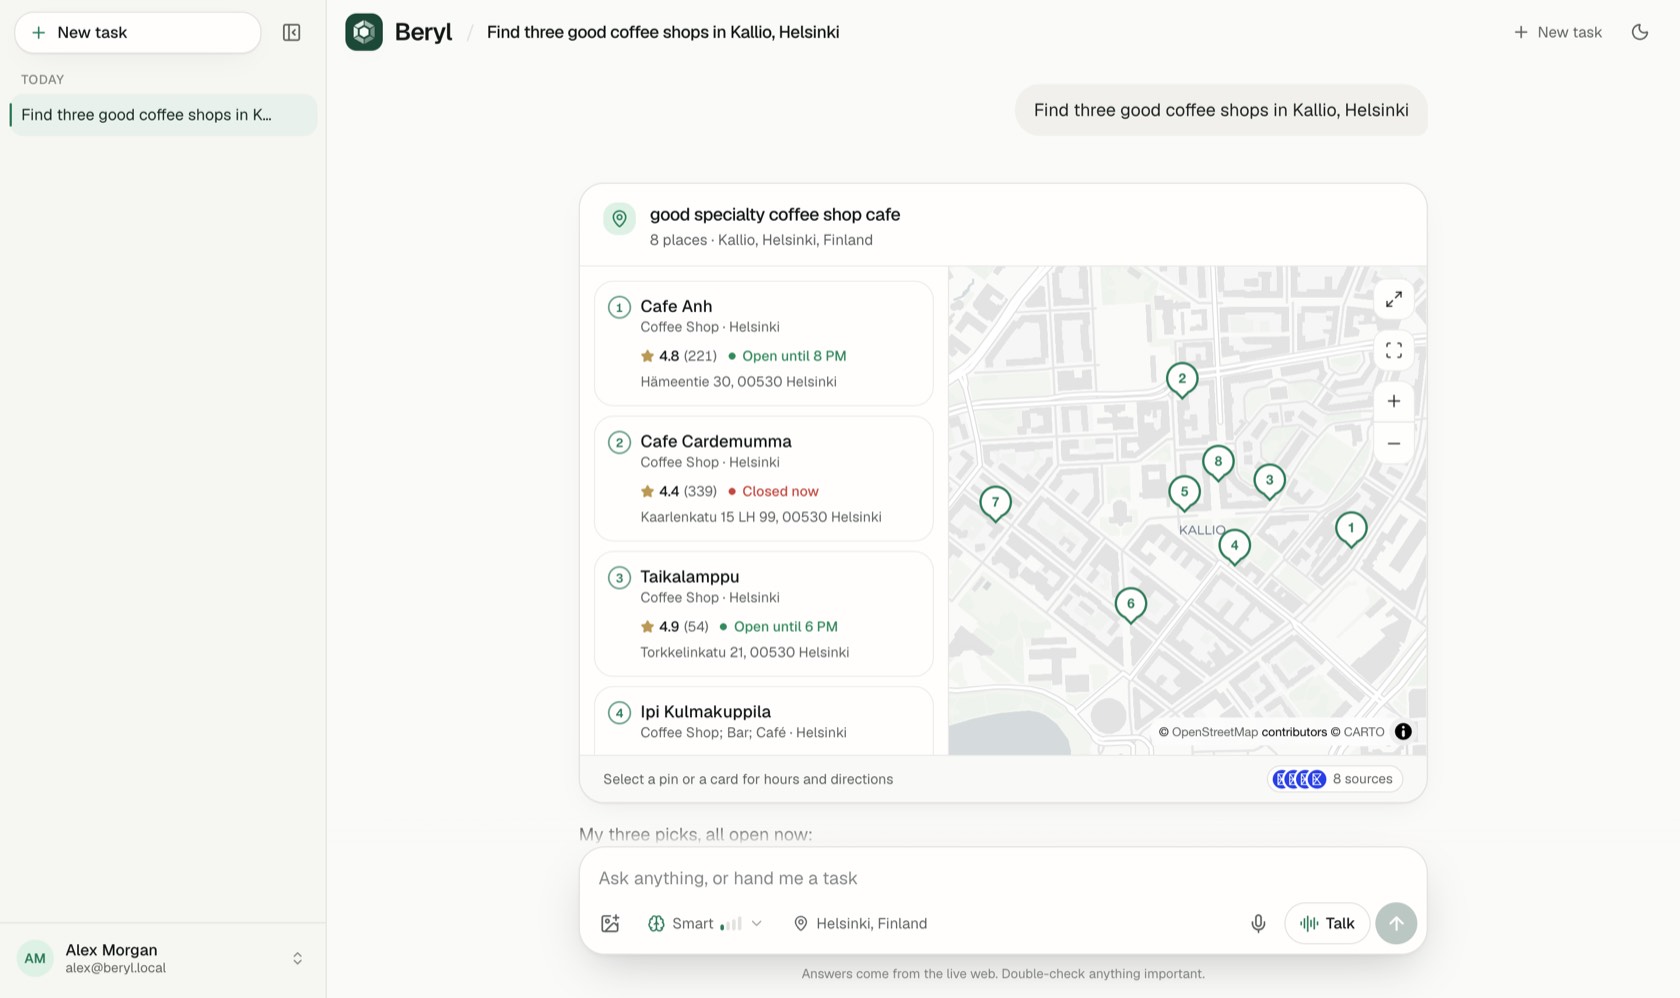 New task
TODAY
Find three good coffee shops in K...
Beryl / Find three good coffee shops in Kallio, Helsinki
New task
Find three good coffee shops in Kallio, Helsinki
good specialty coffee shop cafe
8 places · Kallio, Helsinki, Finland
1 Cafe Anh
Coffee Shop · Helsinki
4.8 (221) Open until 8 PM
Hämeentie 30, 00530 Helsinki
2 Cafe Cardemumma
Coffee Shop · Helsinki
4.4 (339) Closed now
Kaarlenkatu 15 LH 99, 00530 Helsinki
3 Taikalamppu
Coffee Shop · Helsinki
4.9 (54) Open until 6 PM
Torkkelinkatu 21, 00530 Helsinki
4 Ipi Kulmakuppila
Coffee Shop; Bar; Café · Helsinki
2
8
3
5
7
1
KALLIO
4
6
© OpenStreetMap contributors © CARTO
Select a pin or a card for hours and directions
8 sources
My three picks, all open now:
Ask anything, or hand me a task
Smart
Helsinki, Finland
Talk
Answers come from the live web. Double-check anything important.
AM
Alex Morgan
alex@beryl.local